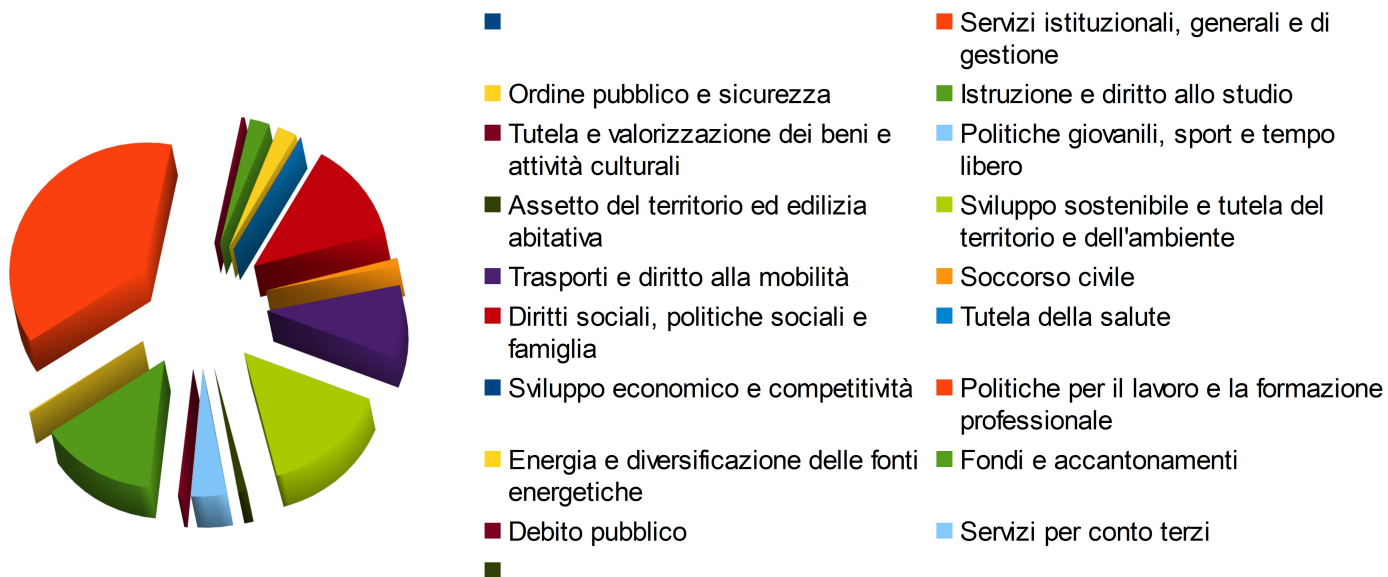 Servizi istituzionali, generali e di
gestione
Ordine pubblico e sicurezza
Istruzione e diritto allo studio
Tutela e valorizzazione dei beni e
attività culturali
Politiche giovanili, sport e tempo
libero
Assetto del territorio ed edilizia
abitativa
Sviluppo sostenibile e tutela del
territorio e dell'ambiente
Trasporti e diritto alla mobilità
Soccorso civile
Diritti sociali, politiche sociali e
famiglia
Tutela della salute
Sviluppo economico e competitività
Politiche per il lavoro e la formazione
professionale
Energia e diversificazione delle fonti
energetiche
Fondi e accantonamenti
Debito pubblico
Servizi per conto terzi